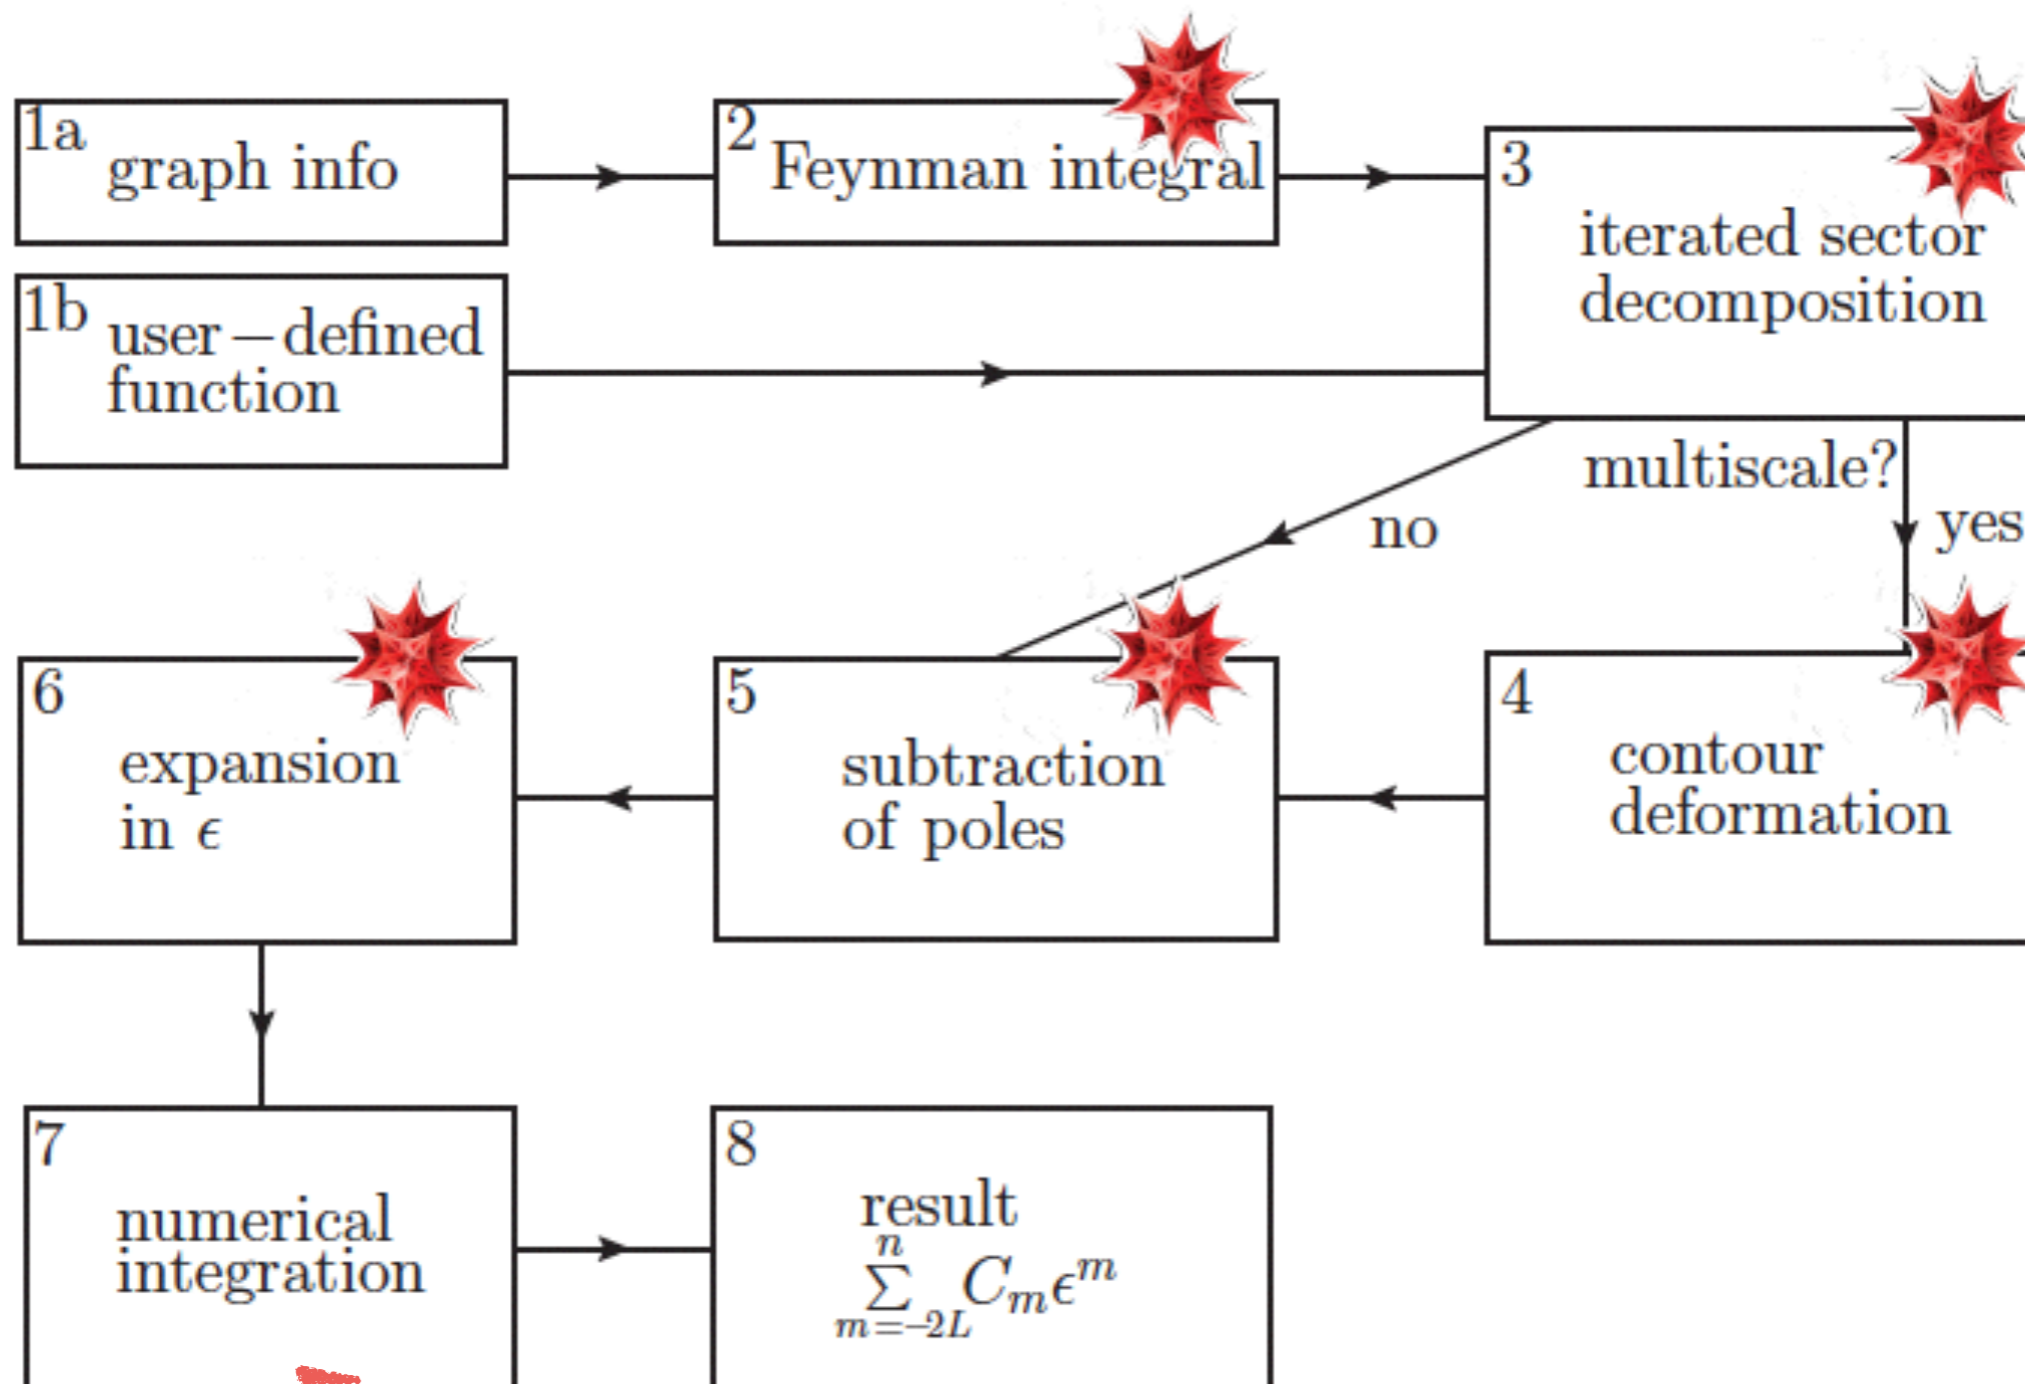 1a
graph info
2
Feynman integral
3
iterated sector
decomposition
1b
user–defined
function
multiscale?
no
yes
6
expansion
in ϵ
5
subtraction
of poles
4
contour
deformation
7
numerical
integration
8
result
n
∑ C_m ϵ^m
m=−2L